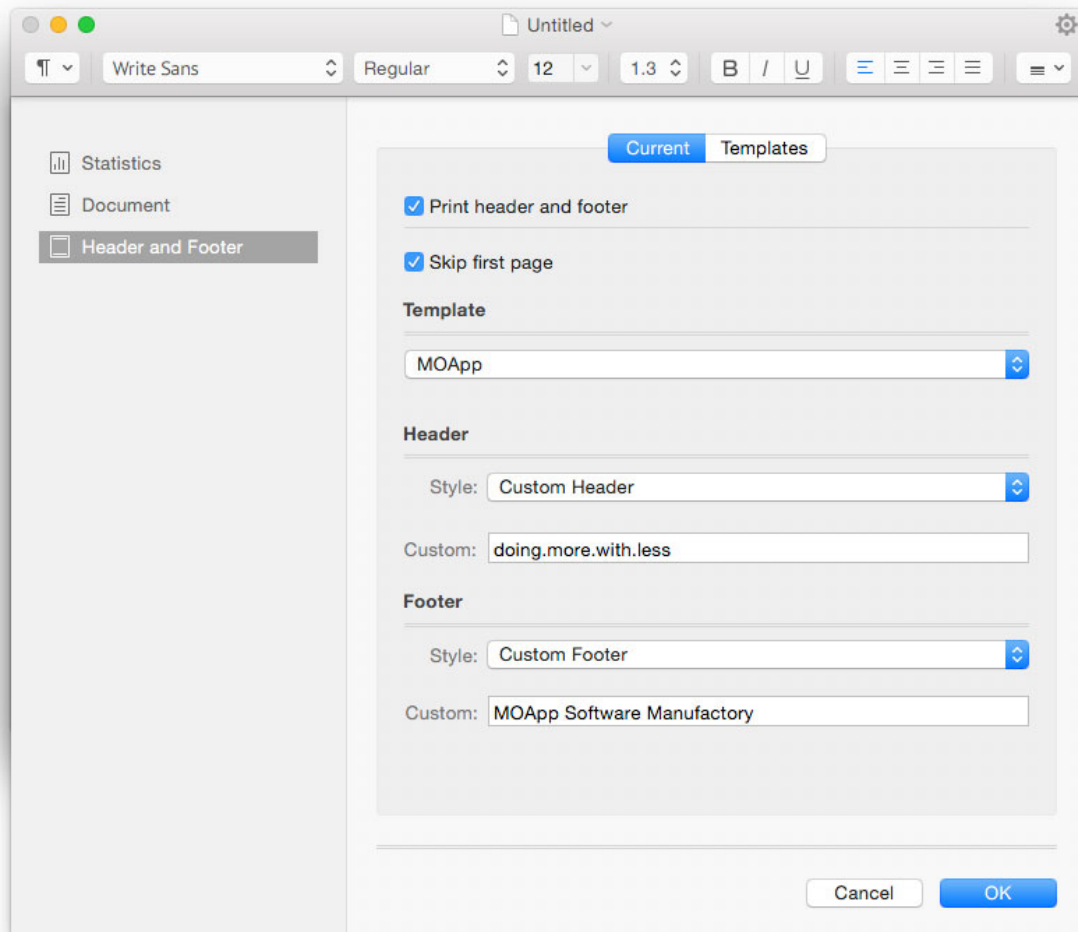 Untitled
¶ Write Sans Regular 12 1.3 B I U
Statistics
Document
Header and Footer
Current Templates
Print header and footer
Skip first page
Template
MOApp
Header
Style: Custom Header
Custom: doing.more.with.less
Footer
Style: Custom Footer
Custom: MOApp Software Manufactory
Cancel OK